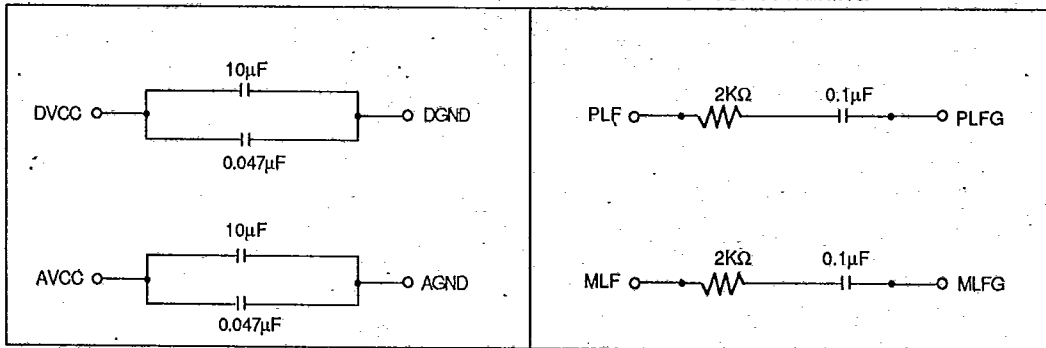 10µF
DVCC
DGND
0.047µF
10µF
AVCC
AGND
0.047µF
2KΩ
0.1µF
PLF
PLFG
2KΩ
0.1µF
MLF
MLFG